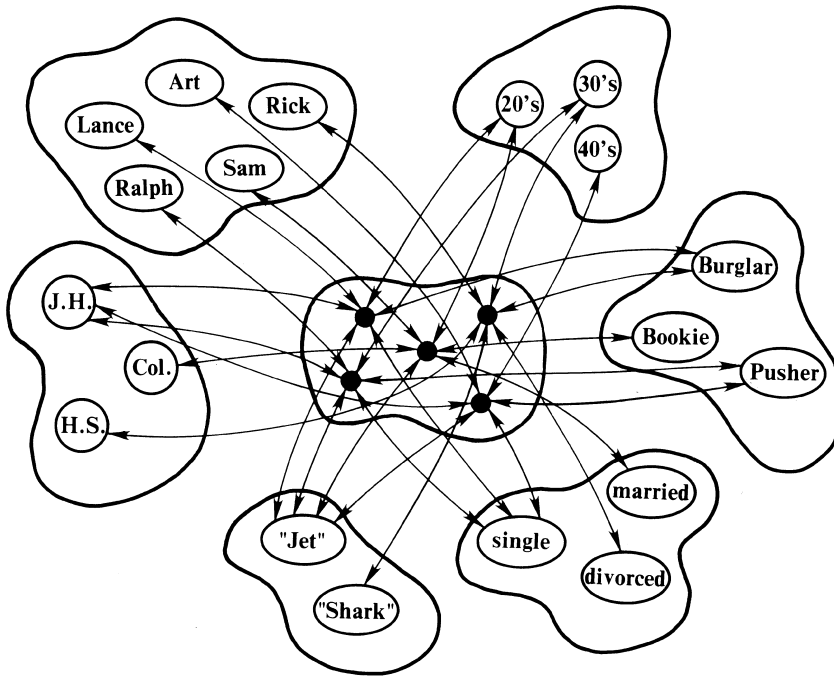 Art
Rick
Lance
Sam
Ralph
20's
30's
40's
J.H.
Col.
H.S.
Burglar
Bookie
Pusher
"Jet"
"Shark"
married
single
divorced